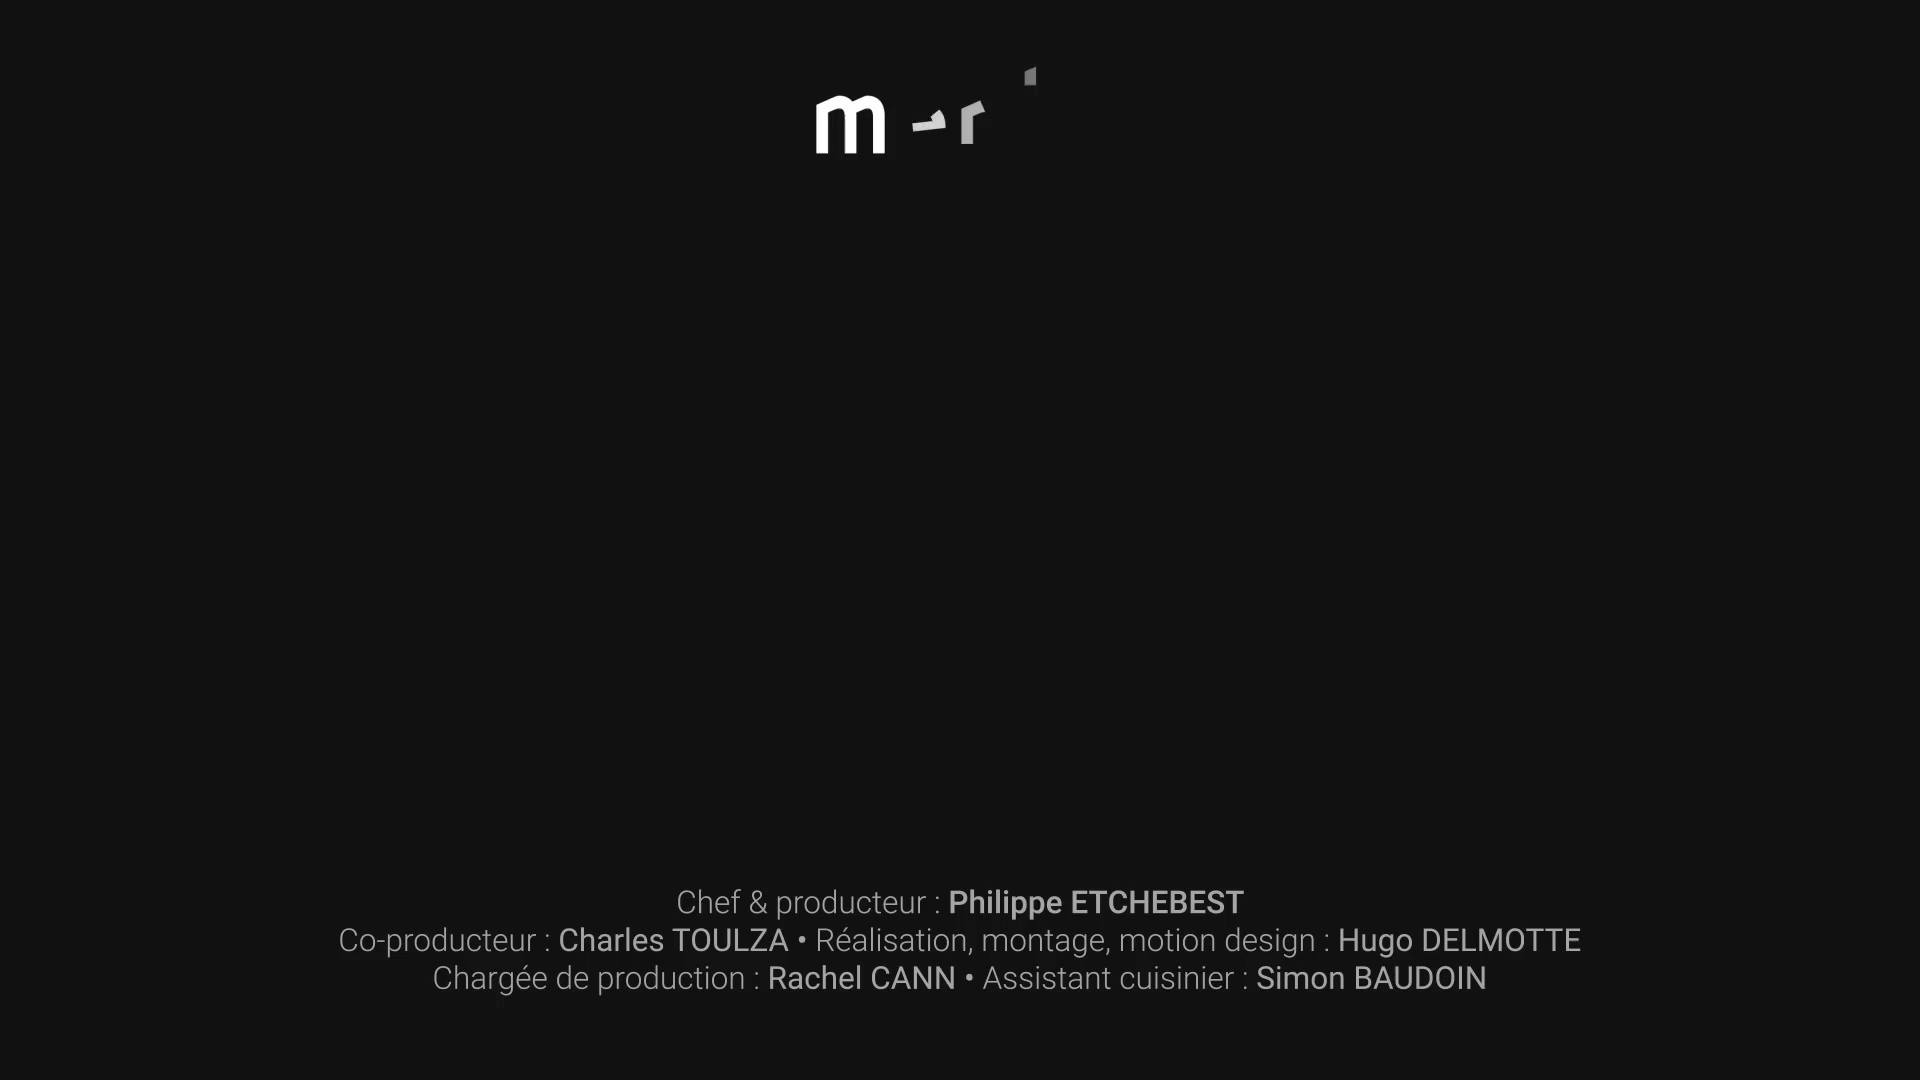 m
Chef & producteur : Philippe ETCHEBEST
Co-producteur : Charles TOULZA • Réalisation, montage, motion design : Hugo DELMOTTE
Chargée de production : Rachel CANN • Assistant cuisinier : Simon BAUDOIN